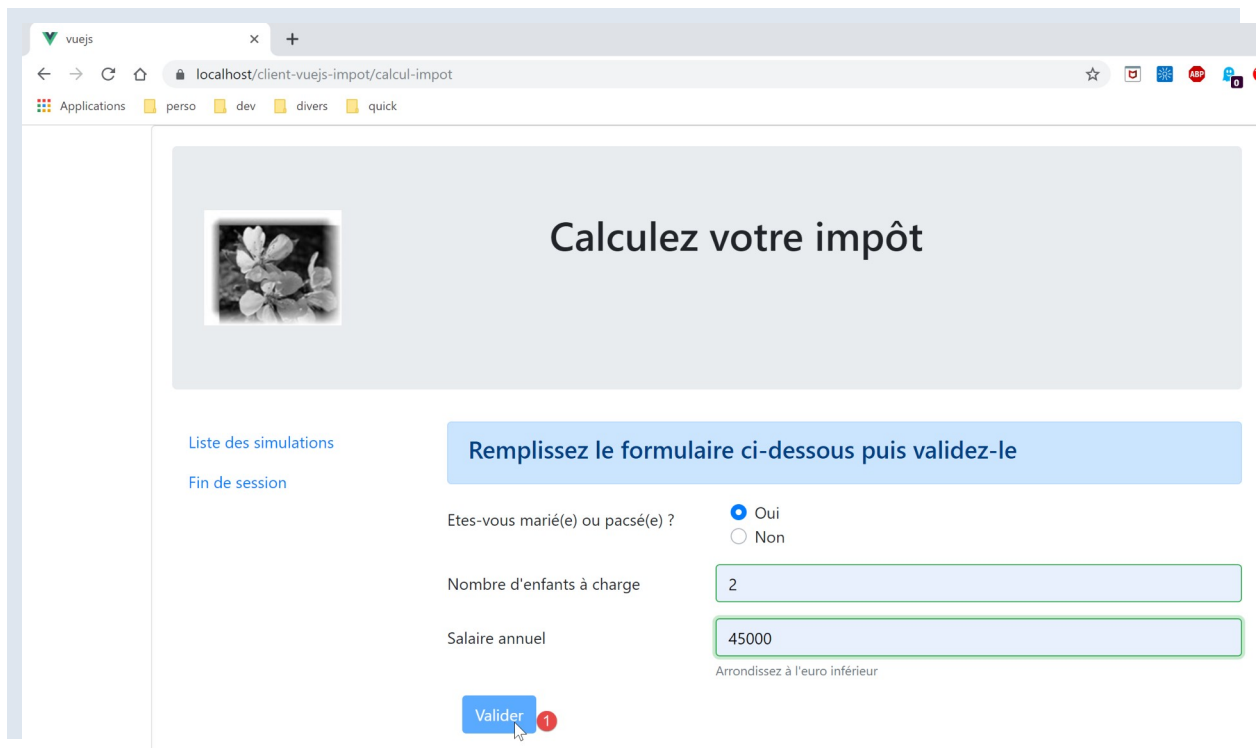 vuejs
localhost/client-vuejs-impot/calcul-impot
ABP
0
Applications perso dev divers quick
Calculez votre impôt
Liste des simulations
Fin de session
Remplissez le formulaire ci-dessous puis validez-le
Etes-vous marié(e) ou pacsé(e) ?
Oui
Non
Nombre d'enfants à charge
2
Salaire annuel
45000
Arrondissez à l'euro inférieur
Valider
1